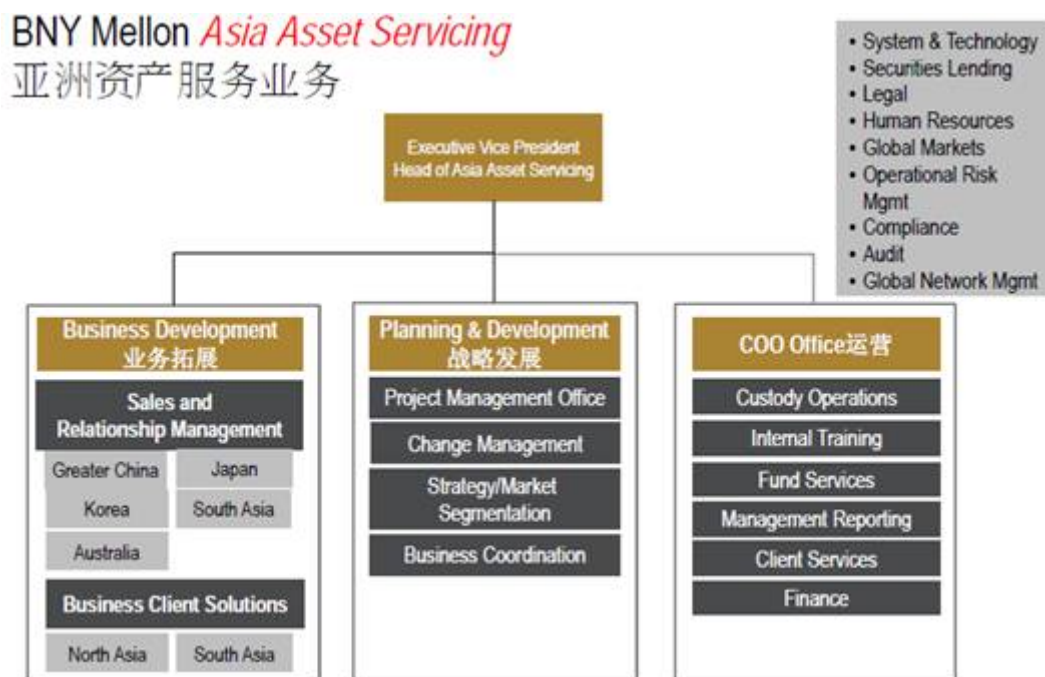 BNY Mellon Asia Asset Servicing
亚洲资产服务业务
• System & Technology
• Securities Lending
• Legal
• Human Resources
• Global Markets
• Operational Risk
Mgmt
• Compliance
• Audit
• Global Network Mgmt
Executive Vice President
Head of Asia Asset Servicing
Business Development
业务拓展
Sales and
Relationship Management
Greater China
Japan
Korea
South Asia
Australia
Business Client Solutions
North Asia
South Asia
Planning & Development
战略发展
Project Management Office
Change Management
Strategy/Market
Segmentation
Business Coordination
COO Office运营
Custody Operations
Internal Training
Fund Services
Management Reporting
Client Services
Finance